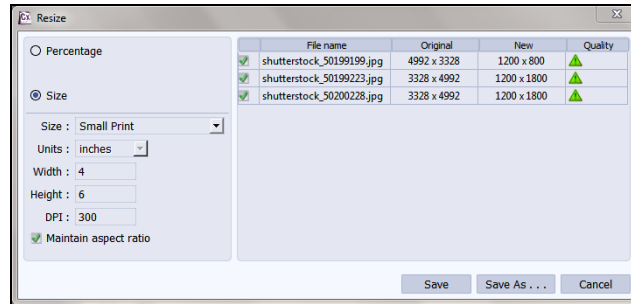 Cx Resize
Percentage
Size
Size : Small Print
Units : inches
Width : 4
Height : 6
DPI : 300
Maintain aspect ratio
File name Original New Quality
shutterstock_50199199.jpg 4992 x 3328 1200 x 800
shutterstock_50199223.jpg 3328 x 4992 1200 x 1800
shutterstock_50200228.jpg 3328 x 4992 1200 x 1800
Save Save As . . . Cancel